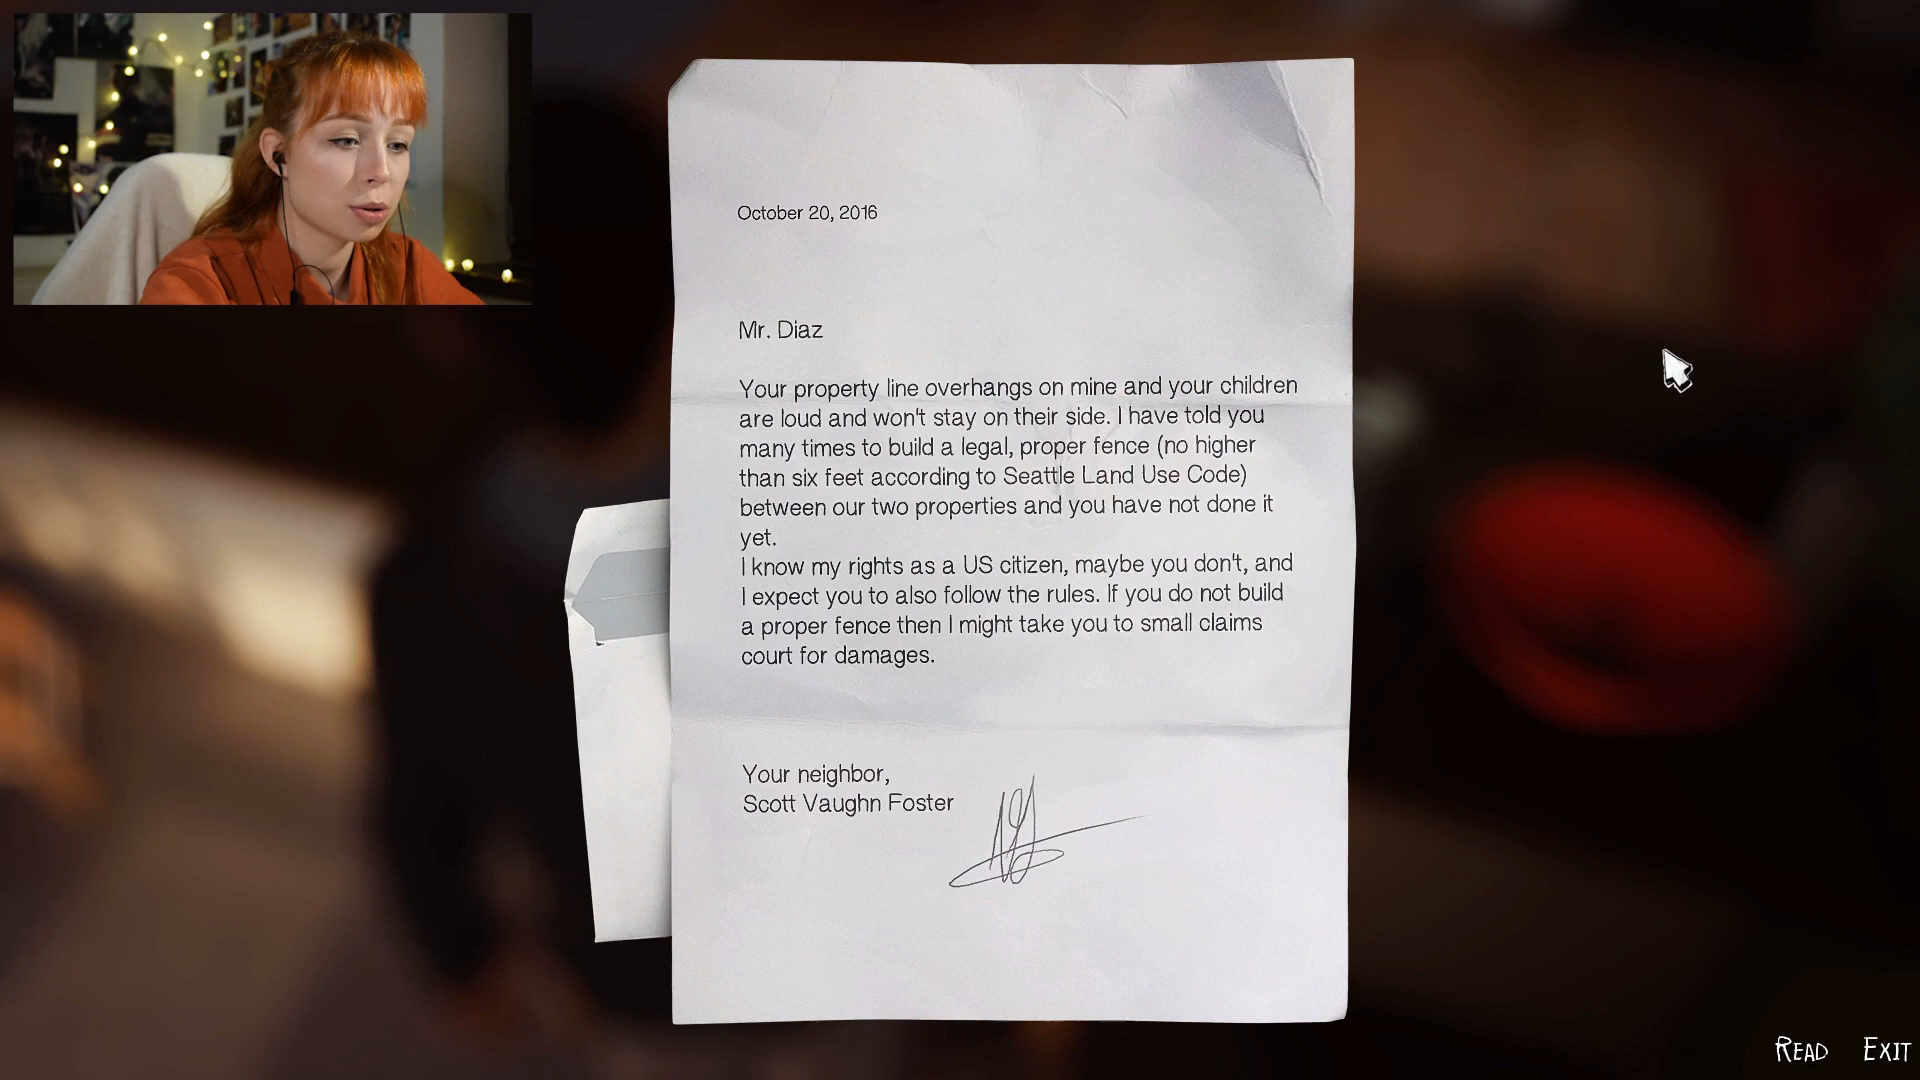 October 20, 2016
Mr. Diaz
Your property line overhangs on mine and your children
are loud and won't stay on their side. I have told you
many times to build a legal, proper fence (no higher
than six feet according to Seattle Land Use Code)
between our two properties and you have not done it
yet.
I know my rights as a US citizen, maybe you don't, and
I expect you to also follow the rules. If you do not build
a proper fence then I might take you to small claims
court for damages.
Your neighbor,
Scott Vaughn Foster
READ EXIT